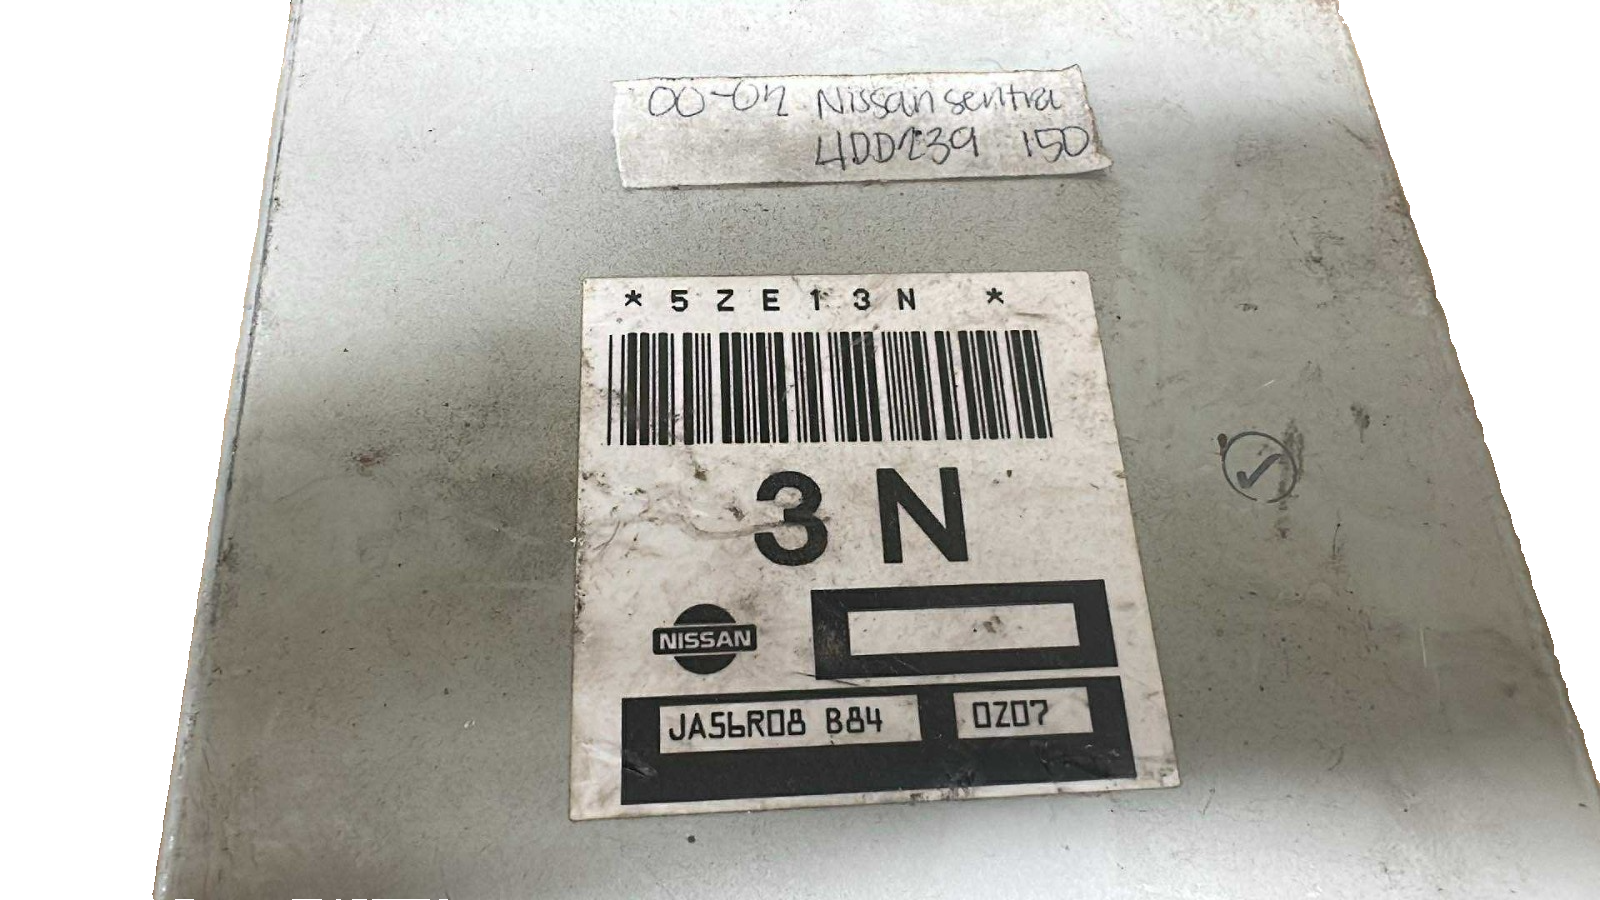 00-02 Nissan sentra
4DD239 150
*5ZE13N *
3N
NISSAN
JA56R08 B84
0Z07